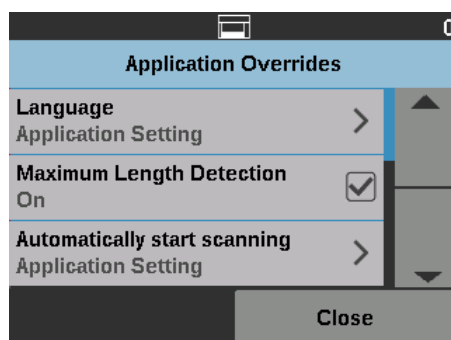 Application Overrides
Language
Application Setting
Maximum Length Detection
On
Automatically start scanning
Application Setting
Close